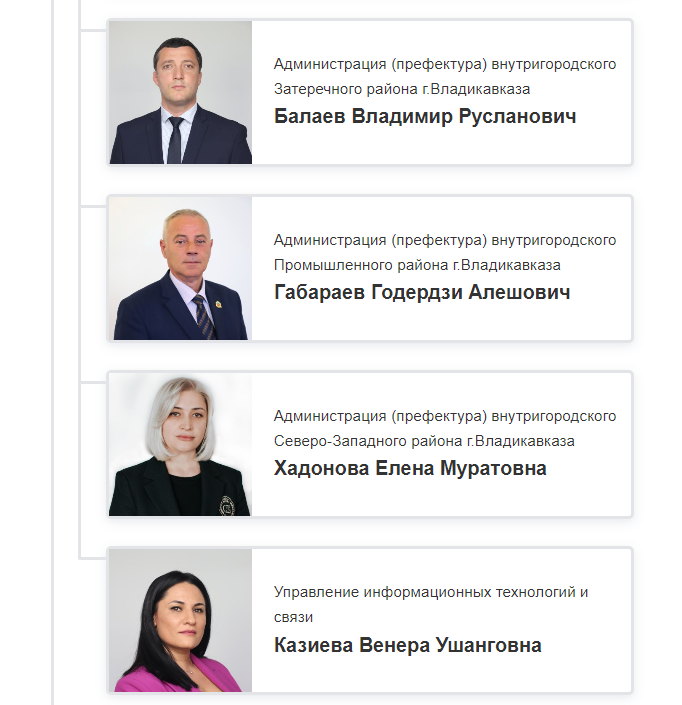 Администрация (префектура) внутригородского
Затеречного района г.Владикавказа
Балаев Владимир Русланович
Администрация (префектура) внутригородского
Промышленного района г.Владикавказа
Габараев Годердзи Алешович
Администрация (префектура) внутригородского
Северо-Западного района г.Владикавказа
Хадонова Елена Муратовна
Управление информационных технологий и
связи
Казиева Венера Ушанговна